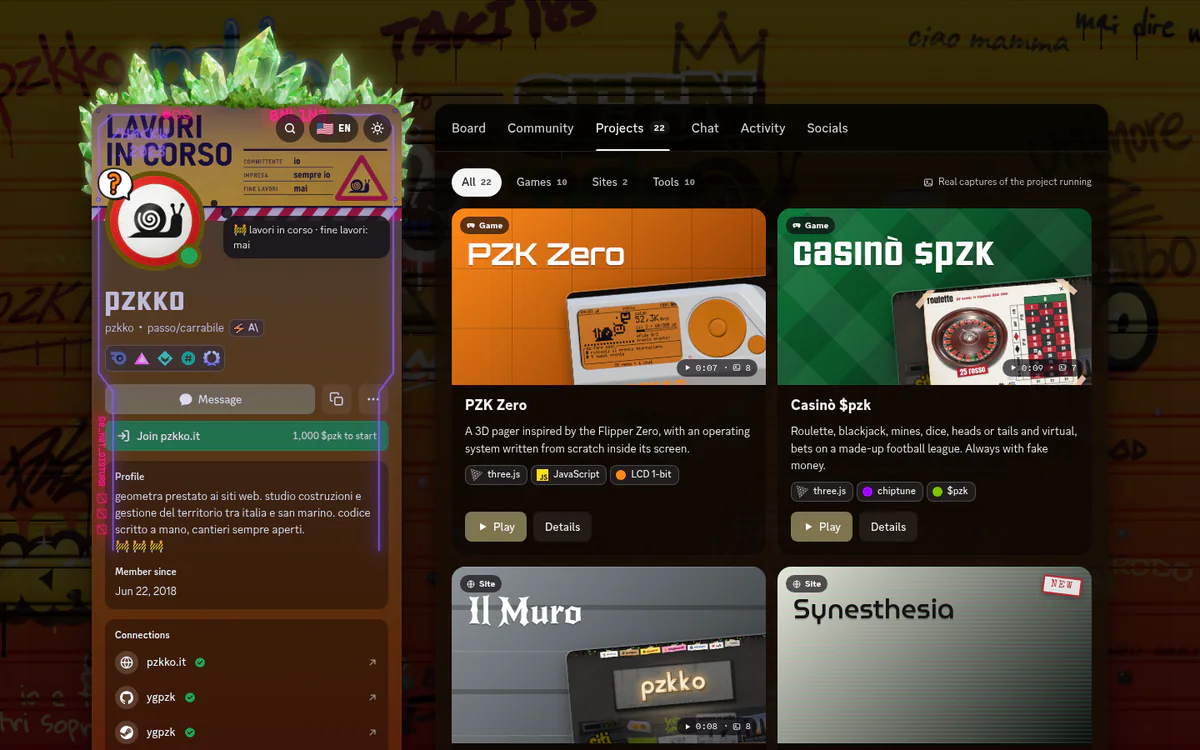 TAKI 183
ciao mamma
mai dire
pzkko
LAVORI
IN CORSO
ONLINE
EN
COMMITTENTE io
IMPRESA sempre io
FINE LAVORI mai
?
🚧 lavori in corso · fine lavori:
mai
pzkko
pzkko • passo/carrabile ⚡ A\
Message
Join pzkko.it 1,000 $pzk to start
DO_NOT_DISTURB
Profile
geometra prestato ai siti web. studio costruzioni e
gestione del territorio tra italia e san marino. codice
scritto a mano, cantieri sempre aperti.
🚧 🚧 🚧
Member since
Jun 22, 2018
Connections
pzkko.it
ygpzk
ygpzk
Board Community Projects 22 Chat Activity Socials
All 22 Games 10 Sites 2 Tools 10
Real captures of the project running
Game
PZK Zero
0:07 · 8
PZK Zero
A 3D pager inspired by the Flipper Zero, with an operating
system written from scratch inside its screen.
three.js JS JavaScript LCD 1-bit
Play Details
Game
casinò $pzk
roulette
25 rosso
0:09 · 7
Casinò $pzk
Roulette, blackjack, mines, dice, heads or tails and virtual,
bets on a made-up football league. Always with fake
money.
three.js chiptune $pzk
Play Details
Site
Il Muro
pzkko
0:08 · 8
Site
NEW
Synesthesia